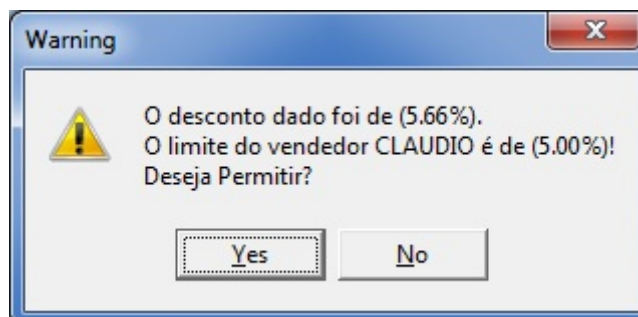 Warning
O desconto dado foi de (5.66%).
O limite do vendedor CLAUDIO é de (5.00%)!
Deseja Permitir?
Yes
No